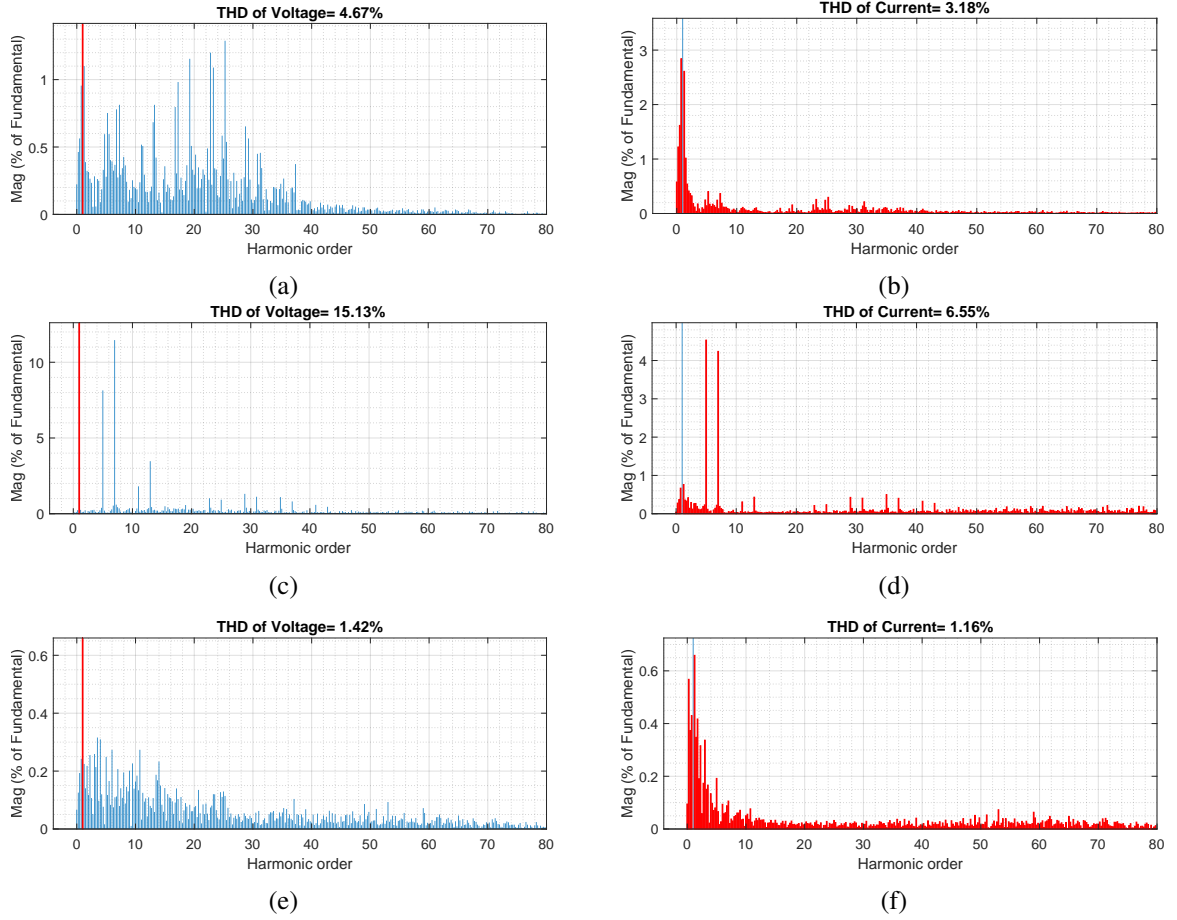 THD of Voltage= 4.67%
Mag (% of Fundamental)
1
0.5
0
0 10 20 30 40 50 60 70 80
Harmonic order
(a)
THD of Current= 3.18%
Mag (% of Fundamental)
3
2
1
0
0 10 20 30 40 50 60 70 80
Harmonic order
(b)
THD of Voltage= 15.13%
Mag (% of Fundamental)
10
5
0
0 10 20 30 40 50 60 70 80
Harmonic order
(c)
THD of Current= 6.55%
Mag (% of Fundamental)
4
3
2
1
0
0 10 20 30 40 50 60 70 80
Harmonic order
(d)
THD of Voltage= 1.42%
Mag (% of Fundamental)
0.6
0.4
0.2
0
0 10 20 30 40 50 60 70 80
Harmonic order
(e)
THD of Current= 1.16%
Mag (% of Fundamental)
0.6
0.4
0.2
0
0 10 20 30 40 50 60 70 80
Harmonic order
(f)